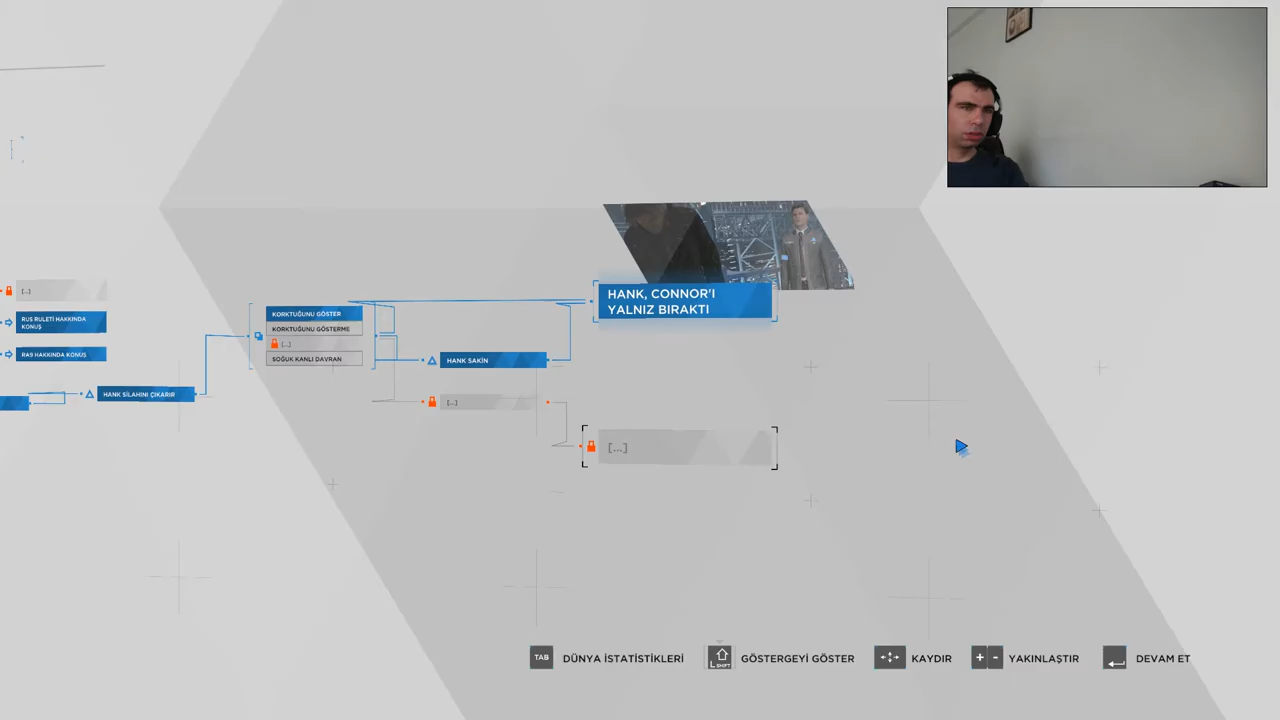 [...]
RUS RULETİ HAKKINDA
KONUŞ
RA9 HAKKINDA KONUŞ
HANK SİLAHINI ÇIKARIR
KORKTUĞUNU GÖSTER
KORKTUĞUNU GÖSTERME
[...]
SOĞUK KANLI DAVRAN
HANK SAKİN
[...]
HANK, CONNOR'I
YALNIZ BIRAKTI
[...]
TAB DÜNYA İSTATİSTİKLERİ L SHIFT GÖSTERGEYİ GÖSTER KAYDIR + - YAKINLAŞTIR DEVAM ET